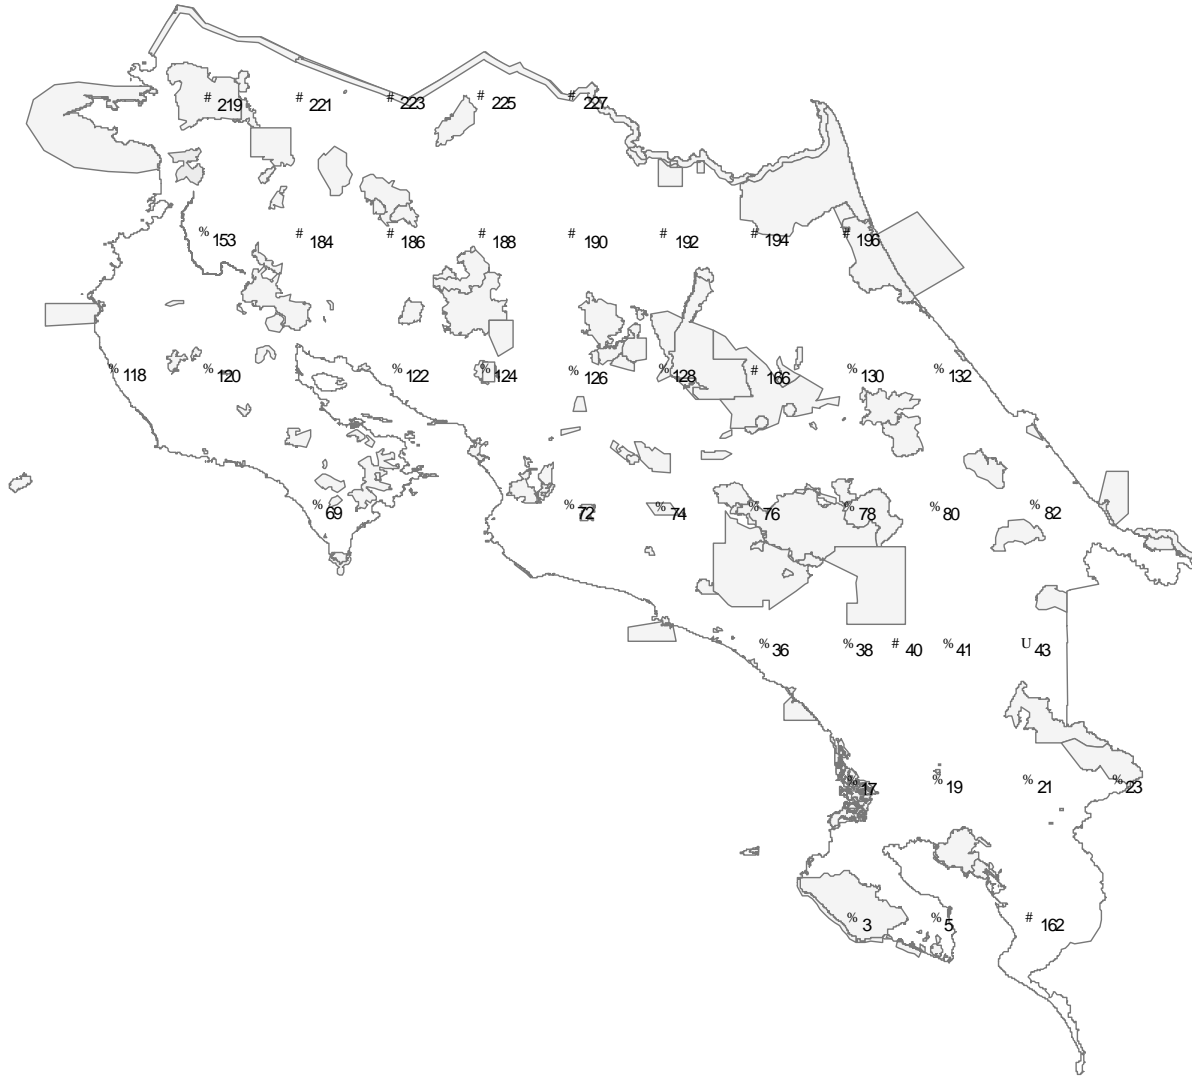 # 219 # 221 # 223 # 225 # 227
% 153 # 184 # 186 # 188 # 190 # 192 # 194 # 196
% 118 % 120 % 122 % 124 % 126 % 128 # 166 % 130 % 132
% 69 % 72 % 74 % 76 % 78 % 80 % 82
% 36 % 38 # 40 % 41 U 43
% 17 % 19 % 21 % 23
% 3 % 5 # 162